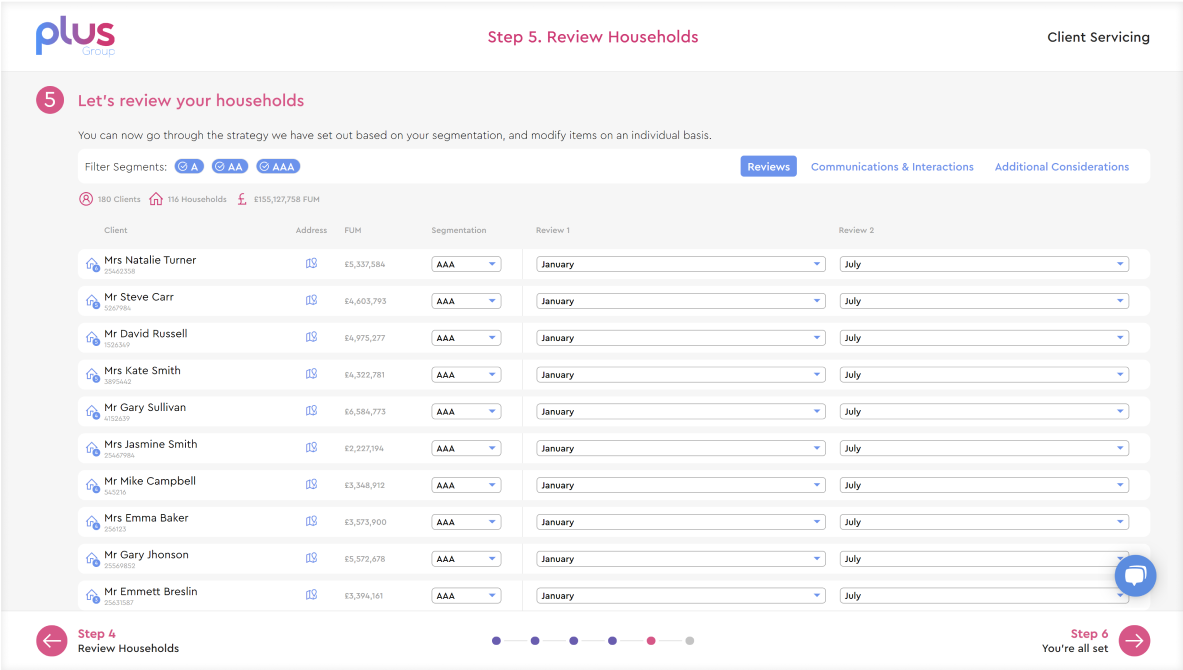 plus
Group
Step 5. Review Households
Client Servicing
5 Let's review your households
You can now go through the strategy we have set out based on your segmentation, and modify items on an individual basis.
Filter Segments: A AA AAA Reviews Communications & Interactions Additional Considerations
180 Clients 116 Households £ £155,127,758 FUM
Client Address FUM Segmentation Review 1 Review 2
Mrs Natalie Turner £5,337,584 AAA January July
25462358
Mr Steve Carr £4,603,793 AAA January July
5267984
Mr David Russell £4,975,277 AAA January July
1526349
Mrs Kate Smith £4,322,781 AAA January July
3895442
Mr Gary Sullivan £6,584,773 AAA January July
4152639
Mrs Jasmine Smith £2,227,194 AAA January July
25467984
Mr Mike Campbell £3,348,912 AAA January July
545216
Mrs Emma Baker £3,573,900 AAA January July
256123
Mr Gary Jhonson £5,572,678 AAA January July
25569852
Mr Emmett Breslin £3,394,161 AAA January July
25631587
Step 4
Review Households
Step 6
You're all set